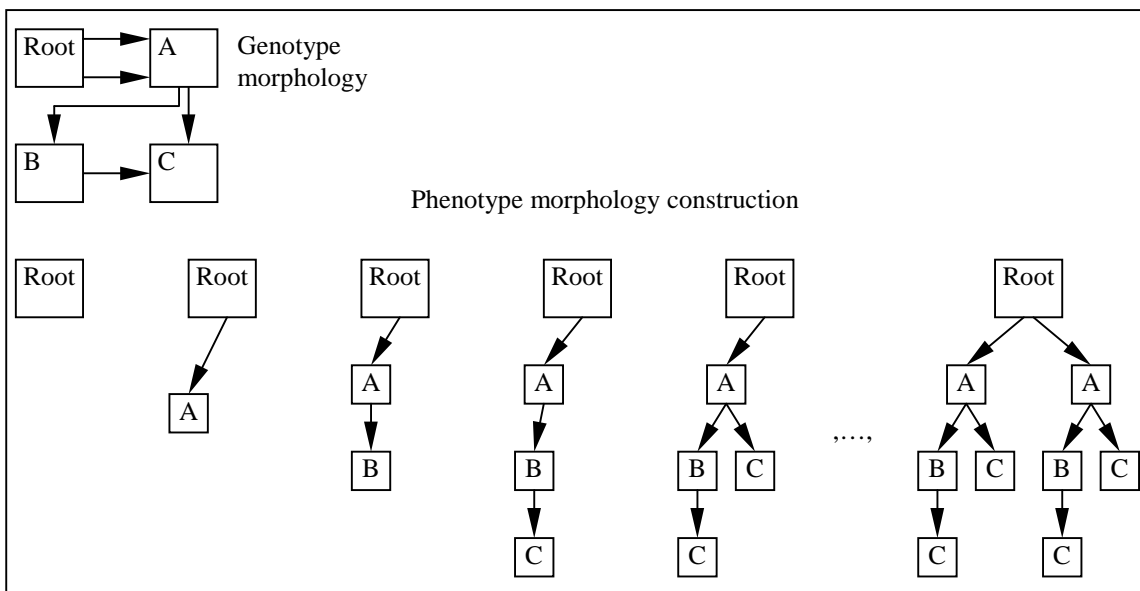 Root A Genotype
morphology
B C
Phenotype morphology construction
Root Root Root Root Root Root
A A A A A
A
B B B C ,…, B C B C
C C C C